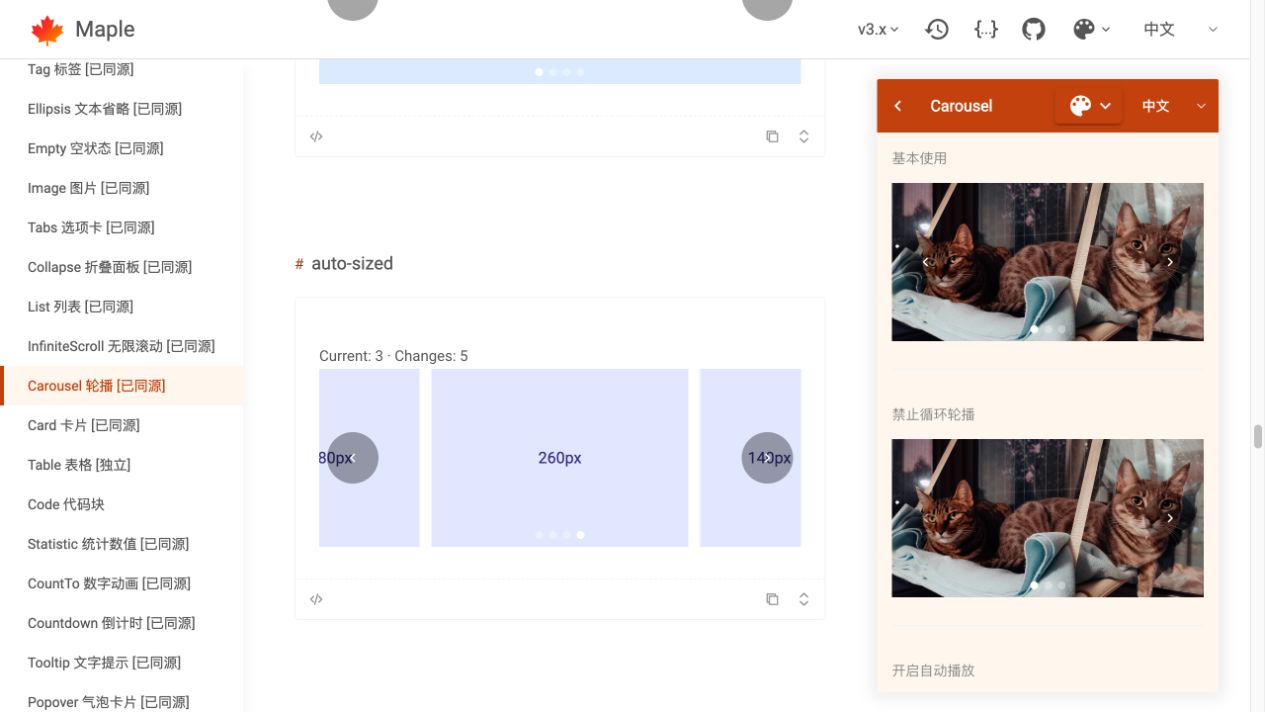 Maple
v3.x
{...}
中文
Tag 标签 [已同源]
Ellipsis 文本省略 [已同源]
Empty 空状态 [已同源]
Image 图片 [已同源]
Tabs 选项卡 [已同源]
Collapse 折叠面板 [已同源]
List 列表 [已同源]
InfiniteScroll 无限滚动 [已同源]
Carousel 轮播 [已同源]
Card 卡片 [已同源]
Table 表格 [独立]
Code 代码块
Statistic 统计数值 [已同源]
CountTo 数字动画 [已同源]
Countdown 倒计时 [已同源]
Tooltip 文字提示 [已同源]
Popover 气泡卡片 [已同源]
# auto-sized
Current: 3 · Changes: 5
80px
260px
140px
Carousel
中文
基本使用
禁止循环轮播
开启自动播放